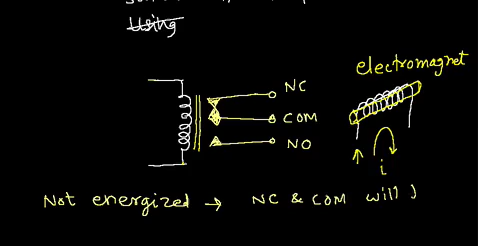 Using
electromagnet
NC
COM
NO
i
Not energized → NC & COM will